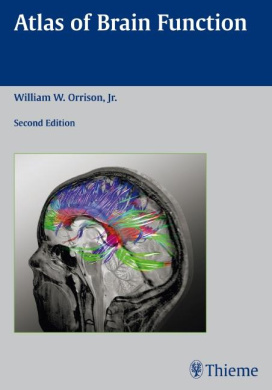 Atlas of Brain Function
William W. Orrison, Jr.
Second Edition
Thieme